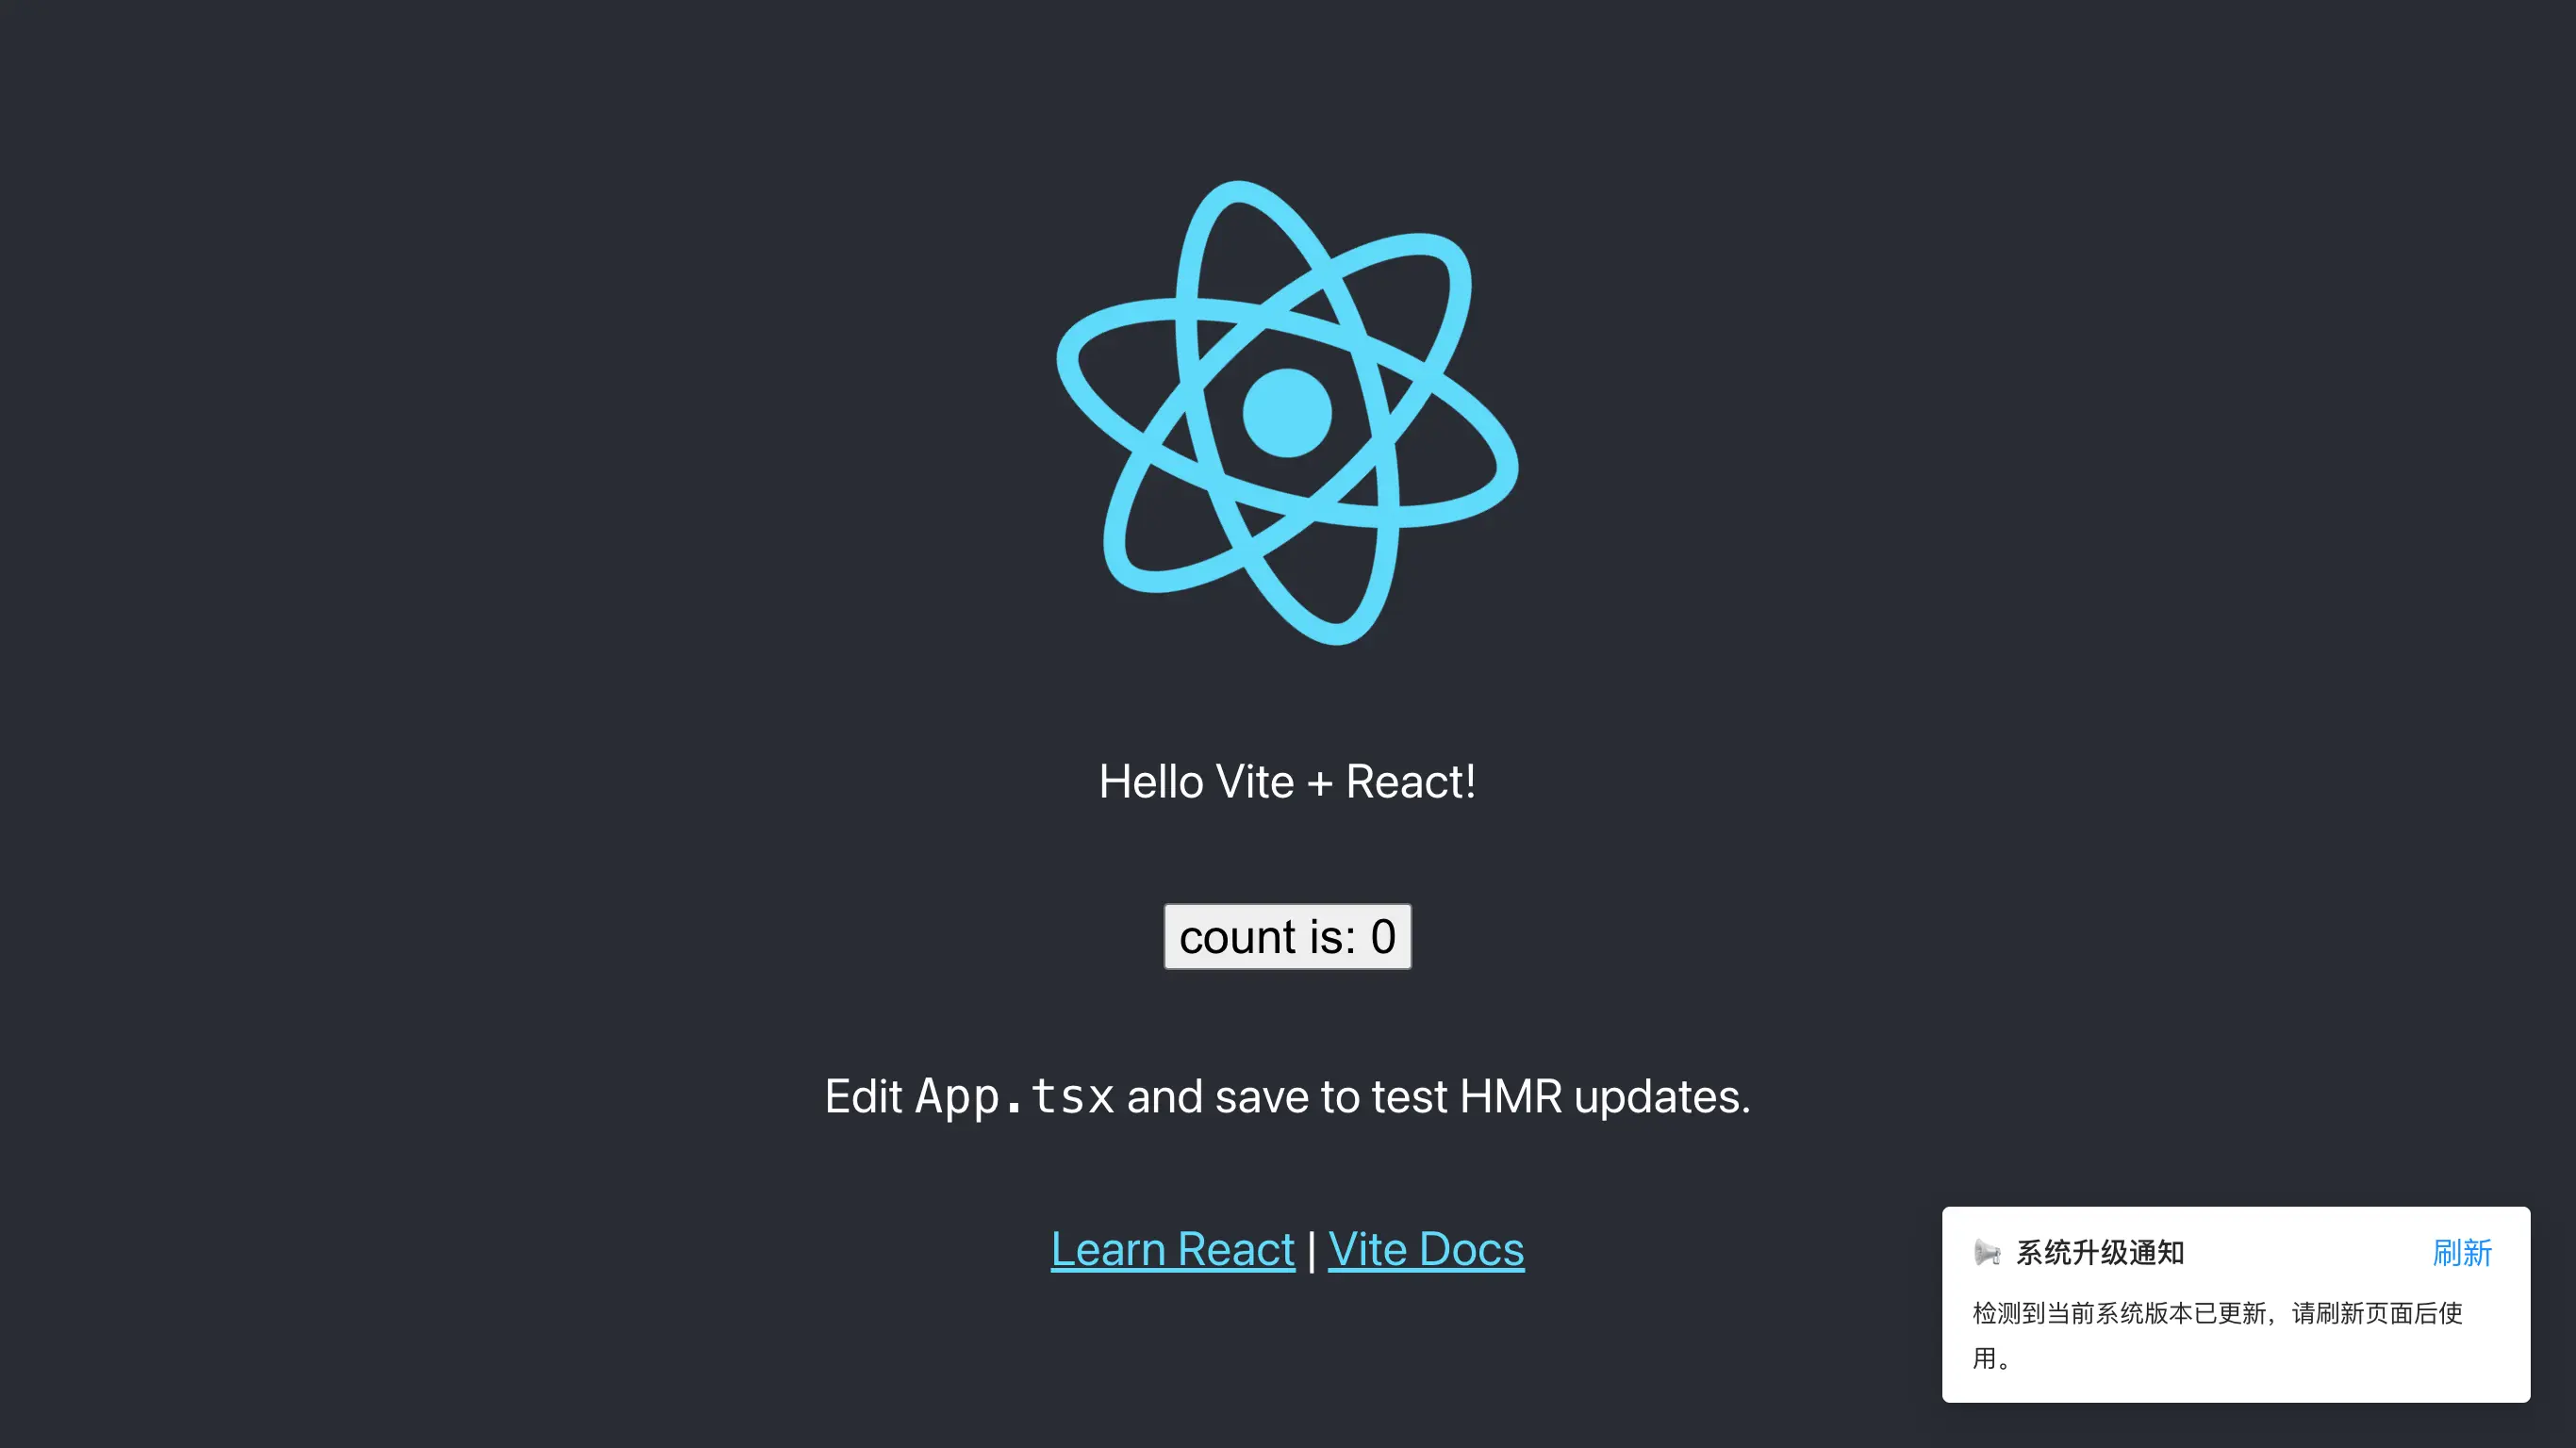 Hello Vite + React!
count is: 0
Edit App.tsx and save to test HMR updates.
Learn React | Vite Docs
系统升级通知 刷新
检测到当前系统版本已更新，请刷新页面后使
用。